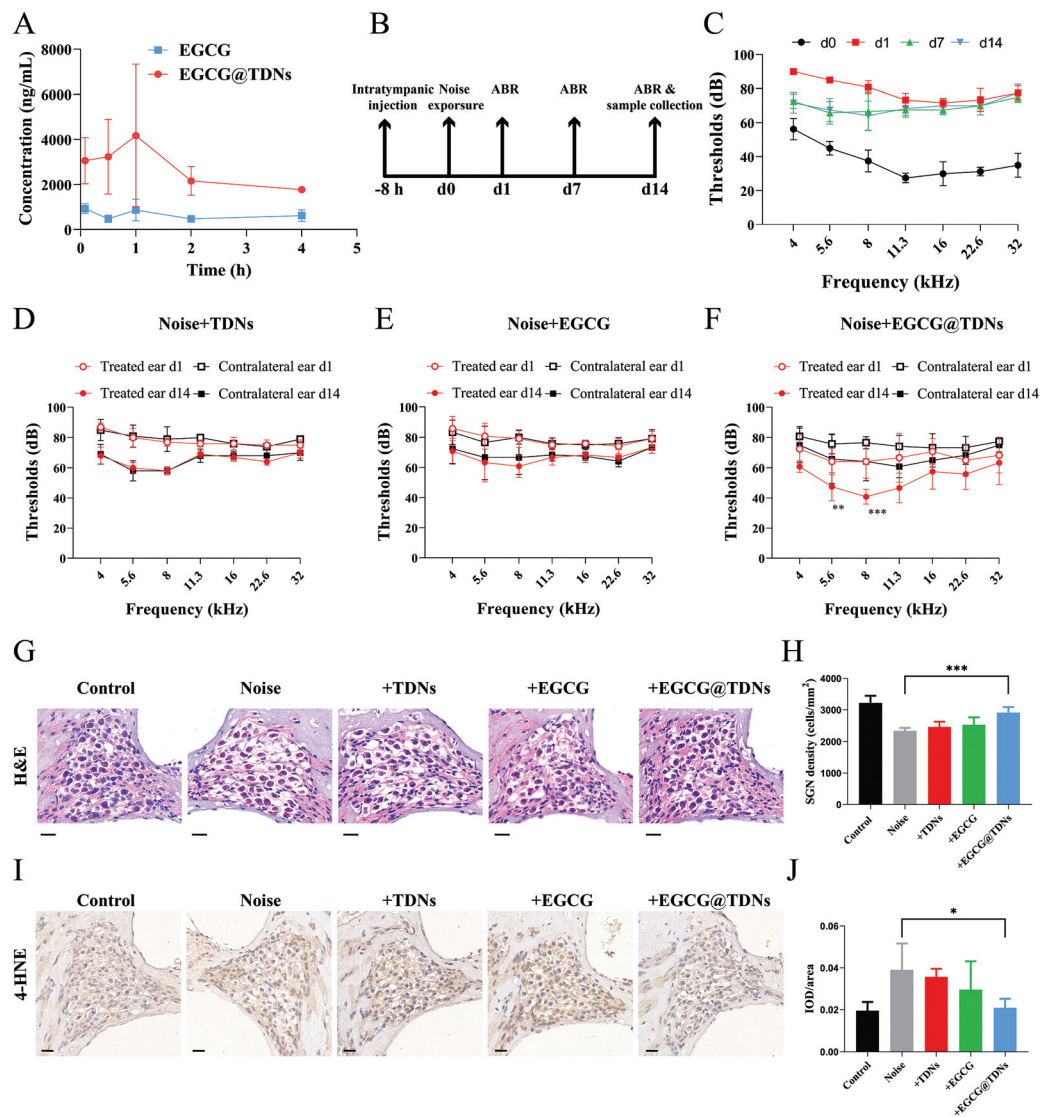 A
EGCG
EGCG@TDNs
Concentration (ng/mL)
8000
6000
4000
2000
0
0
1
2
3
4
5
Time (h)
B
Intratympanic injection
Noise exporsure
ABR
ABR
ABR & sample collection
-8 h
d0
d1
d7
d14
C
d0
d1
d7
d14
Thresholds (dB)
100
80
60
40
20
0
4
5.6
8
11.3
16
22.6
32
Frequency (kHz)
D
Noise+TDNs
Treated ear d1
Contralateral ear d1
Treated ear d14
Contralateral ear d14
Thresholds (dB)
100
80
60
40
20
0
4
5.6
8
11.3
16
22.6
32
Frequency (kHz)
E
Noise+EGCG
Treated ear d1
Contralateral ear d1
Treated ear d14
Contralateral ear d14
Thresholds (dB)
100
80
60
40
20
0
4
5.6
8
11.3
16
22.6
32
Frequency (kHz)
F
Noise+EGCG@TDNs
Treated ear d1
Contralateral ear d1
Treated ear d14
Contralateral ear d14
Thresholds (dB)
100
80
60
40
20
0
**
***
4
5.6
8
11.3
16
22.6
32
Frequency (kHz)
G
Control
Noise
+TDNs
+EGCG
+EGCG@TDNs
H&E
H
***
SGN density (cells/mm²)
4000
3000
2000
1000
0
Control
Noise
+TDNs
+EGCG
+EGCG@TDNs
I
Control
Noise
+TDNs
+EGCG
+EGCG@TDNs
4-HNE
J
*
IOD/area
0.06
0.04
0.02
0.00
Control
Noise
+TDNs
+EGCG
+EGCG@TDNs